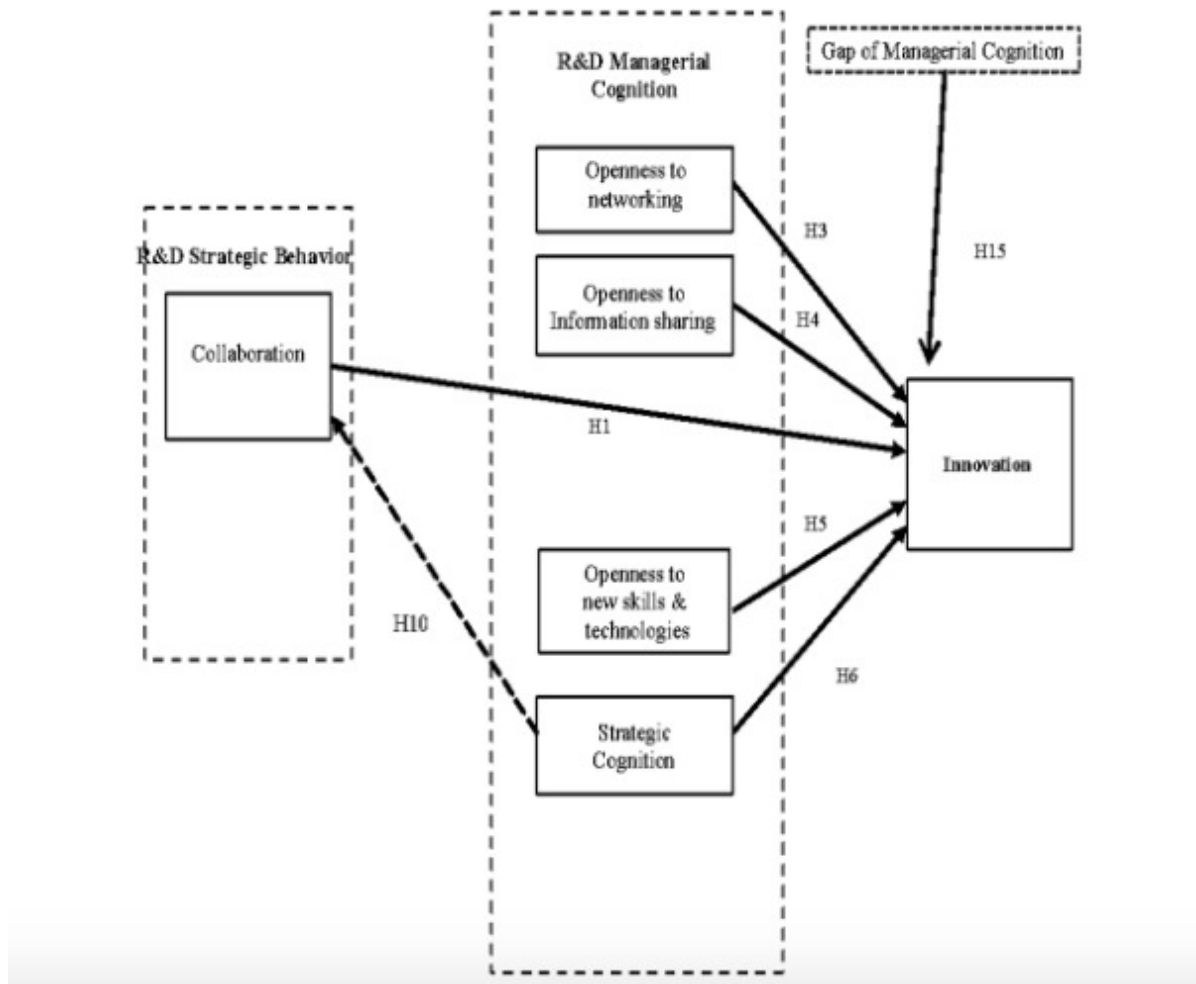 R&D Managerial
Cognition
Gap of Managerial Cognition
Openness to
networking
H3
H15
R&D Strategic Behavior
Openness to
Information sharing
H4
Collaboration
H1
Innovation
H5
Openness to
new skills &
technologies
H10
H6
Strategic
Cognition